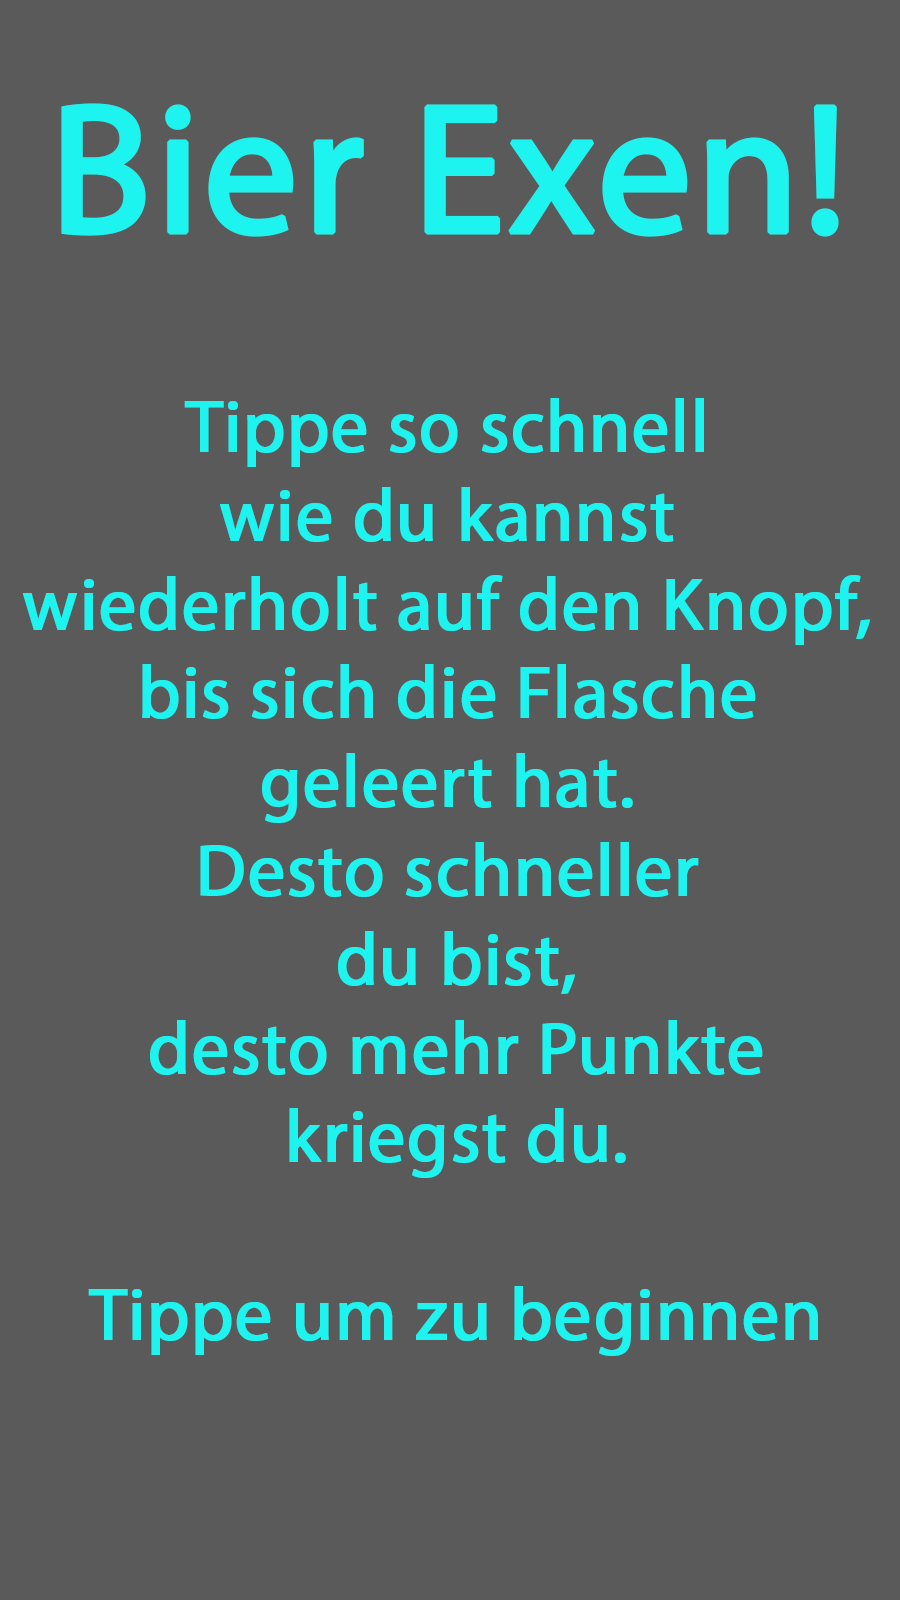 Bier Exen!
Tippe so schnell
wie du kannst
wiederholt auf den Knopf,
bis sich die Flasche
geleert hat.
Desto schneller
du bist,
desto mehr Punkte
kriegst du.
Tippe um zu beginnen